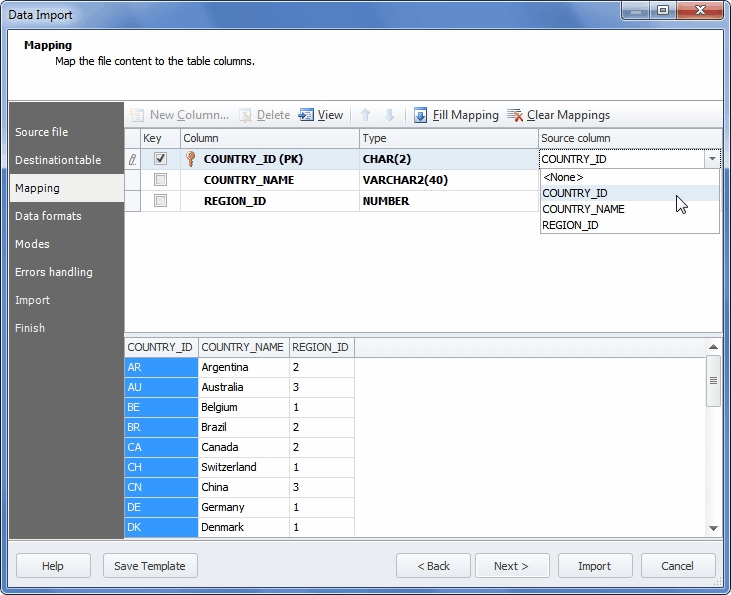 Data Import
Mapping
Map the file content to the table columns.
Source file
Destinationtable
Mapping
Data formats
Modes
Errors handling
Import
Finish
New Column... Delete View Fill Mapping Clear Mappings
Key Column Type Source column
COUNTRY_ID (PK) CHAR(2) COUNTRY_ID
COUNTRY_NAME VARCHAR2(40)
REGION_ID NUMBER
<None>
COUNTRY_ID
COUNTRY_NAME
REGION_ID
COUNTRY_ID COUNTRY_NAME REGION_ID
AR Argentina 2
AU Australia 3
BE Belgium 1
BR Brazil 2
CA Canada 2
CH Switzerland 1
CN China 3
DE Germany 1
DK Denmark 1
Help Save Template < Back Next > Import Cancel